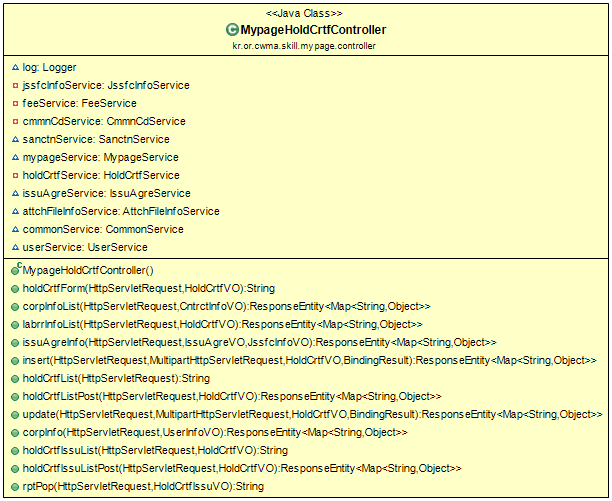 <<Java Class>>
MypageHoldCrtfController
kr.or.cwma.skill.mypage.controller
log: Logger
jssfcInfoService: JssfcInfoService
feeService: FeeService
cmmnCdService: CmmnCdService
sanctnService: SanctnService
mypageService: MypageService
holdCrtfService: HoldCrtfService
issuAgreService: IssuAgreService
attchFileInfoService: AttchFileInfoService
commonService: CommonService
userService: UserService
MypageHoldCrtfController()
holdCrtfForm(HttpServletRequest,HoldCrtfVO):String
corpInfoList(HttpServletRequest,CntrctInfoVO):ResponseEntity<Map<String,Object>>
labrrInfoList(HttpServletRequest,HoldCrtfVO):ResponseEntity<Map<String,Object>>
issuAgreInfo(HttpServletRequest,IssuAgreVO,JssfcInfoVO):ResponseEntity<Map<String,Object>>
insert(HttpServletRequest,MultipartHttpServletRequest,HoldCrtfVO,BindingResult):ResponseEntity<Map<String,Object>>
holdCrtfList(HttpServletRequest):String
holdCrtfListPost(HttpServletRequest,HoldCrtfVO):ResponseEntity<Map<String,Object>>
update(HttpServletRequest,MultipartHttpServletRequest,HoldCrtfVO,BindingResult):ResponseEntity<Map<String,Object>>
corpInfo(HttpServletRequest,UserInfoVO):ResponseEntity<Map<String,Object>>
holdCrtfIssuList(HttpServletRequest,HoldCrtfVO):String
holdCrtfIssuListPost(HttpServletRequest,HoldCrtfVO):ResponseEntity<Map<String,Object>>
rptPop(HttpServletRequest,HoldCrtfIssuVO):String